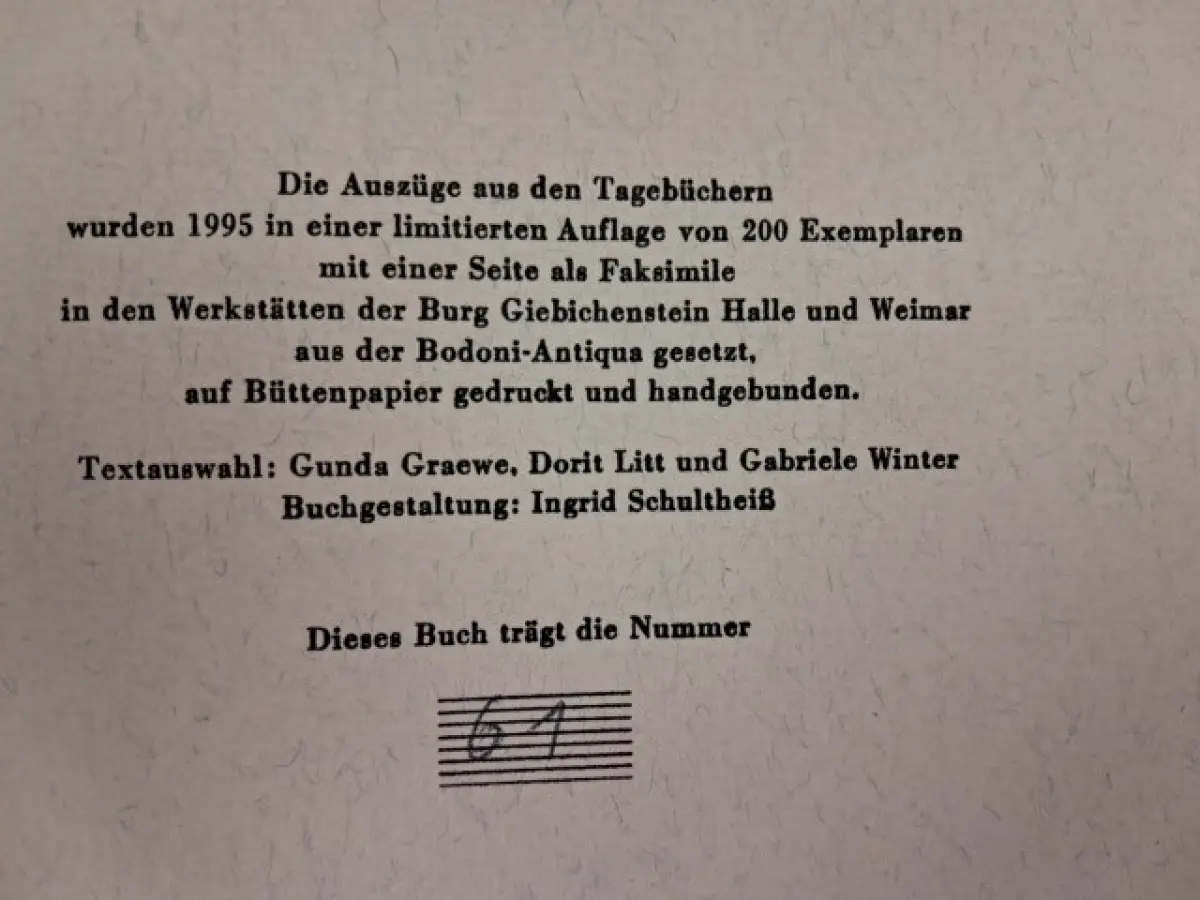 Die Auszüge aus den Tagebüchern
wurden 1995 in einer limitierten Auflage von 200 Exemplaren
mit einer Seite als Faksimile
in den Werkstätten der Burg Giebichenstein Halle und Weimar
aus der Bodoni-Antiqua gesetzt,
auf Büttenpapier gedruckt und handgebunden.
Textauswahl: Gunda Graewe, Dorit Litt und Gabriele Winter
Buchgestaltung: Ingrid Schultheiß
Dieses Buch trägt die Nummer
61